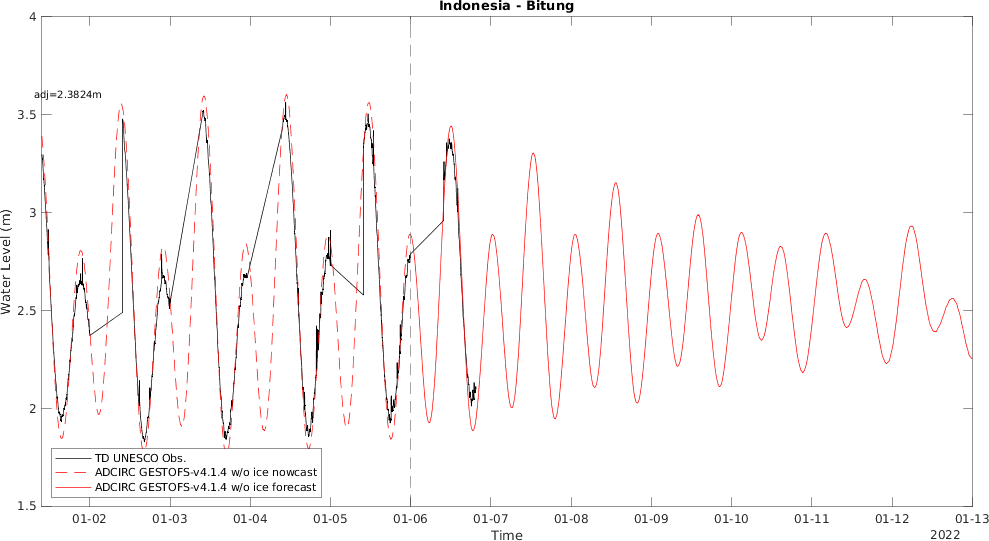 Indonesia - Bitung
adj=2.3824m
Water Level (m)
4
3.5
3
2.5
2
1.5
TD UNESCO Obs.
ADCIRC GESTOFS-v4.1.4 w/o ice nowcast
ADCIRC GESTOFS-v4.1.4 w/o ice forecast
01-02 01-03 01-04 01-05 01-06 01-07 01-08 01-09 01-10 01-11 01-12 01-13
Time
2022